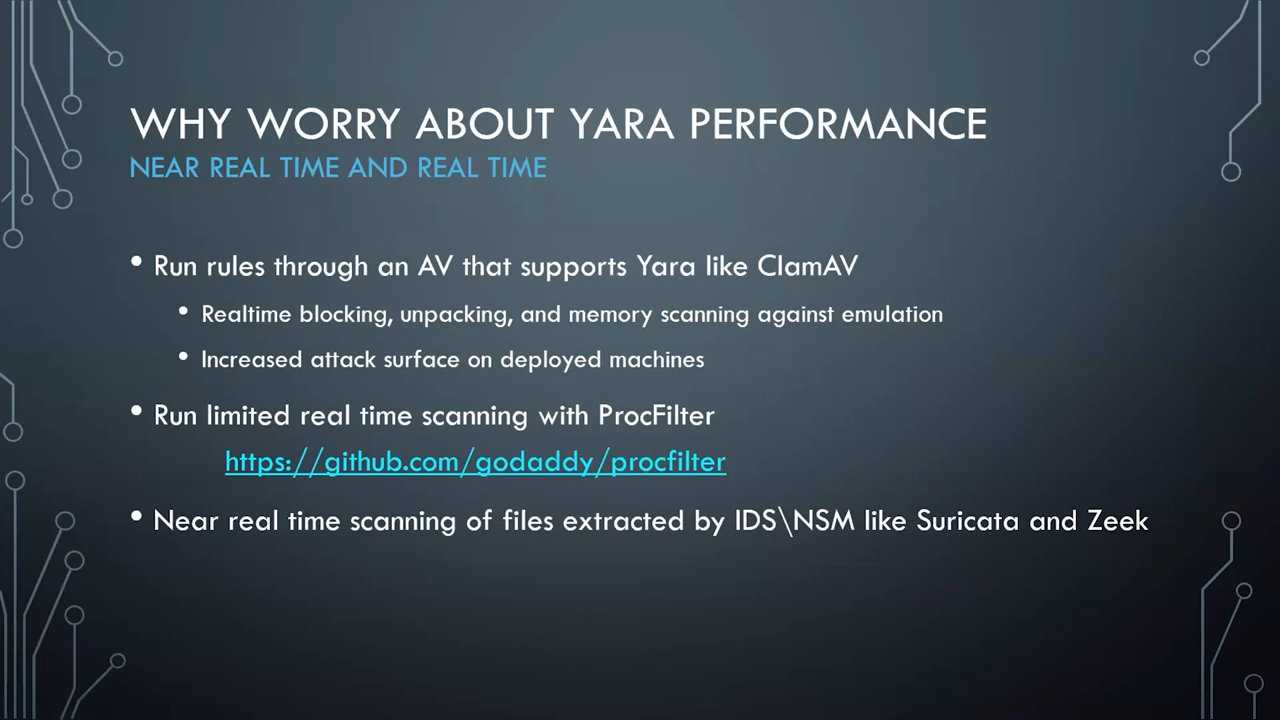 WHY WORRY ABOUT YARA PERFORMANCE
NEAR REAL TIME AND REAL TIME
• Run rules through an AV that supports Yara like ClamAV
• Realtime blocking, unpacking, and memory scanning against emulation
• Increased attack surface on deployed machines
• Run limited real time scanning with ProcFilter
https://github.com/godaddy/procfilter
• Near real time scanning of files extracted by IDS\NSM like Suricata and Zeek